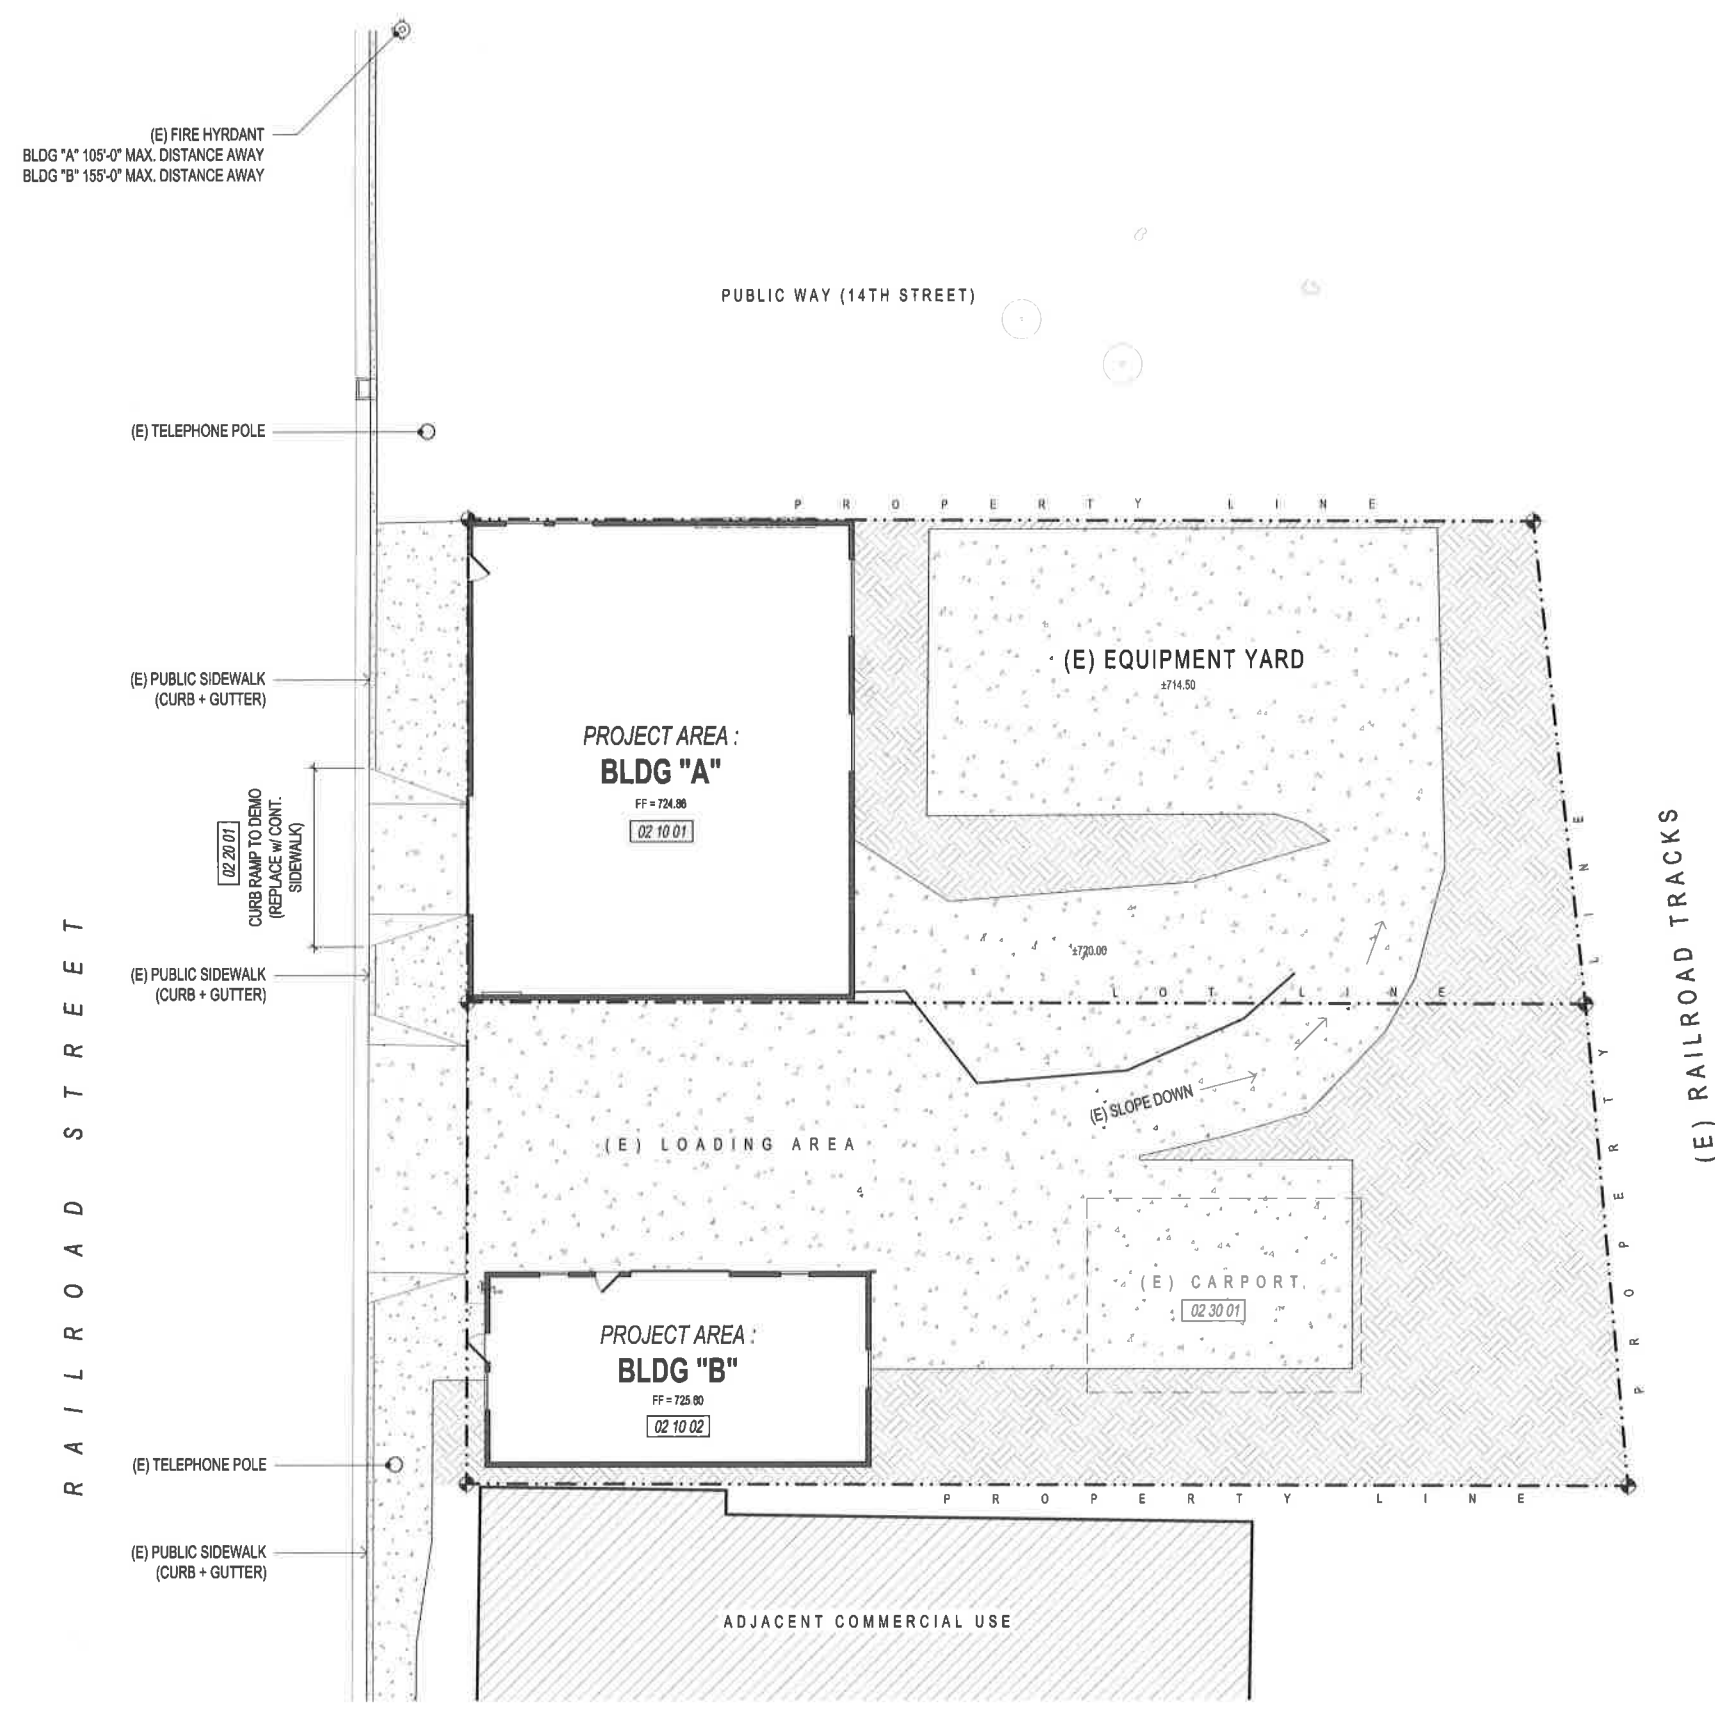 (E) FIRE HYRDANT
BLDG "A" 105'-0" MAX. DISTANCE AWAY
BLDG "B" 155'-0" MAX. DISTANCE AWAY
PUBLIC WAY (14TH STREET)
(E) TELEPHONE POLE
PROPERTY LINE
(E) PUBLIC SIDEWALK
(CURB + GUTTER)
(E) EQUIPMENT YARD
±714.50
PROJECT AREA :
BLDG "A"
FF = 724.86
02 10 01
02 20 01
CURB RAMP TO DEMO
(REPLACE w/ CONT.
SIDEWALK)
±720.00
(E) PUBLIC SIDEWALK
(CURB + GUTTER)
LOT LINE
PROPERTY LINE
(E) RAILROAD TRACKS
RAILROAD STREET
(E) SLOPE DOWN
(E) LOADING AREA
(E) CARPORT
02 30 01
PROJECT AREA :
BLDG "B"
FF = 725.60
02 10 02
(E) TELEPHONE POLE
PROPERTY LINE
(E) PUBLIC SIDEWALK
(CURB + GUTTER)
ADJACENT COMMERCIAL USE